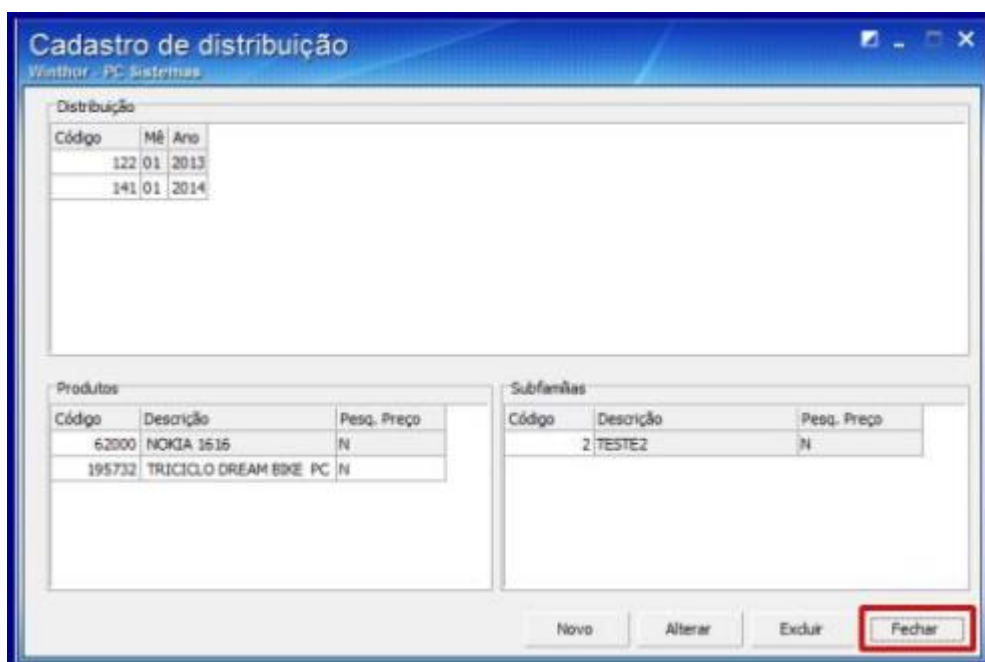 Cadastro de distribuição
Winthor - PC Sistemas
Distribuição
Código Mê Ano
122 01 2013
141 01 2014
Produtos
Código Descrição Pesq. Preço
62000 NOKIA 1616 N
195732 TRICICLO DREAM BIKE PC N
Subfamílias
Código Descrição Pesq. Preço
2 TESTE2 N
Novo Alterar Excluir Fechar